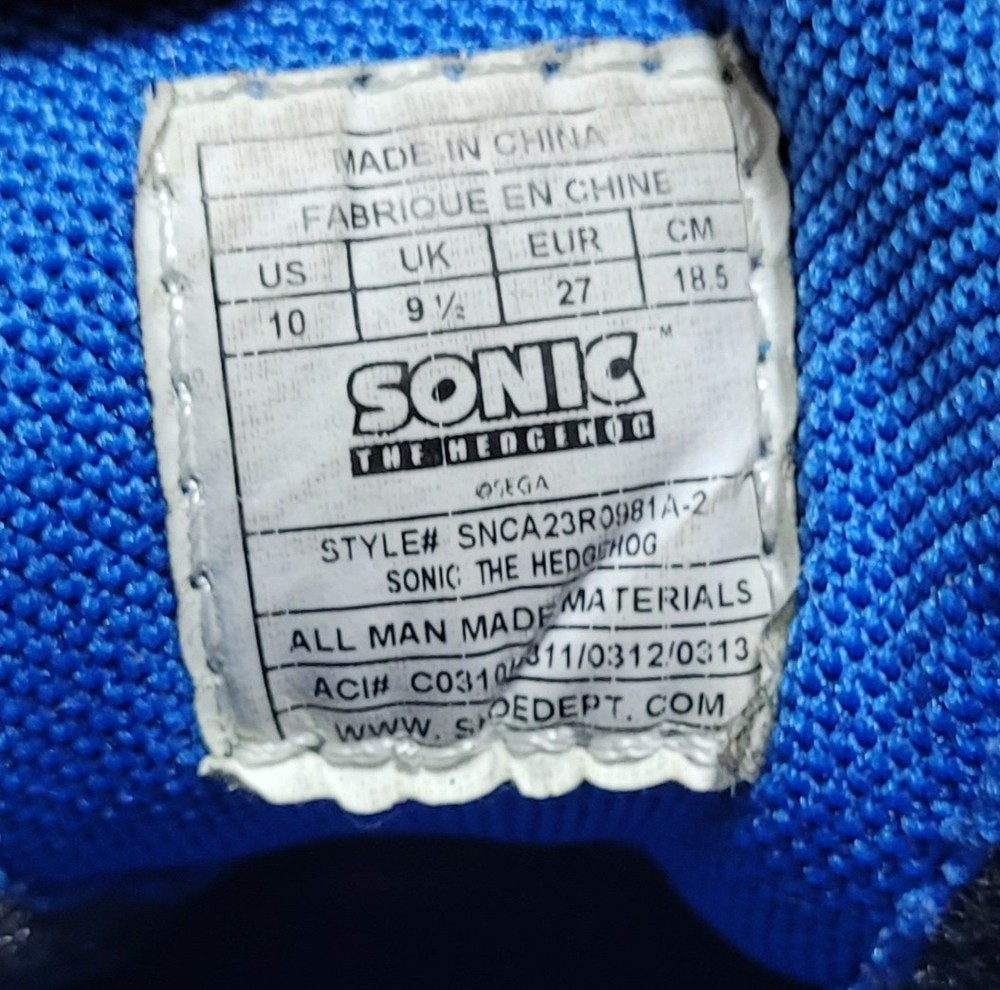 MADE IN CHINA
FABRIQUE EN CHINE
US UK EUR CM
10 9 ½ 27 18.5
SONIC ™
THE HEDGEHOG
©SEGA
STYLE# SNCA23R0981A-2
SONIC THE HEDGEHOG
ALL MAN MADE MATERIALS
ACI# C0310/0311/0312/0313
WWW. SHOEDEPT. COM